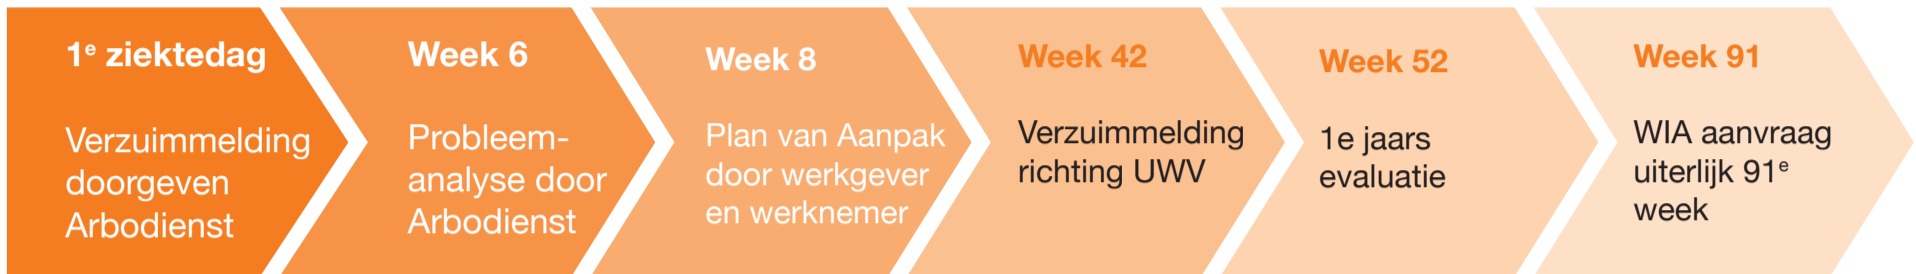 1e ziektedag
Verzuimmelding
doorgeven
Arbodienst
Week 6
Probleem-
analyse door
Arbodienst
Week 8
Plan van Aanpak
door werkgever
en werknemer
Week 42
Verzuimmelding
richting UWV
Week 52
1e jaars
evaluatie
Week 91
WIA aanvraag
uiterlijk 91e
week